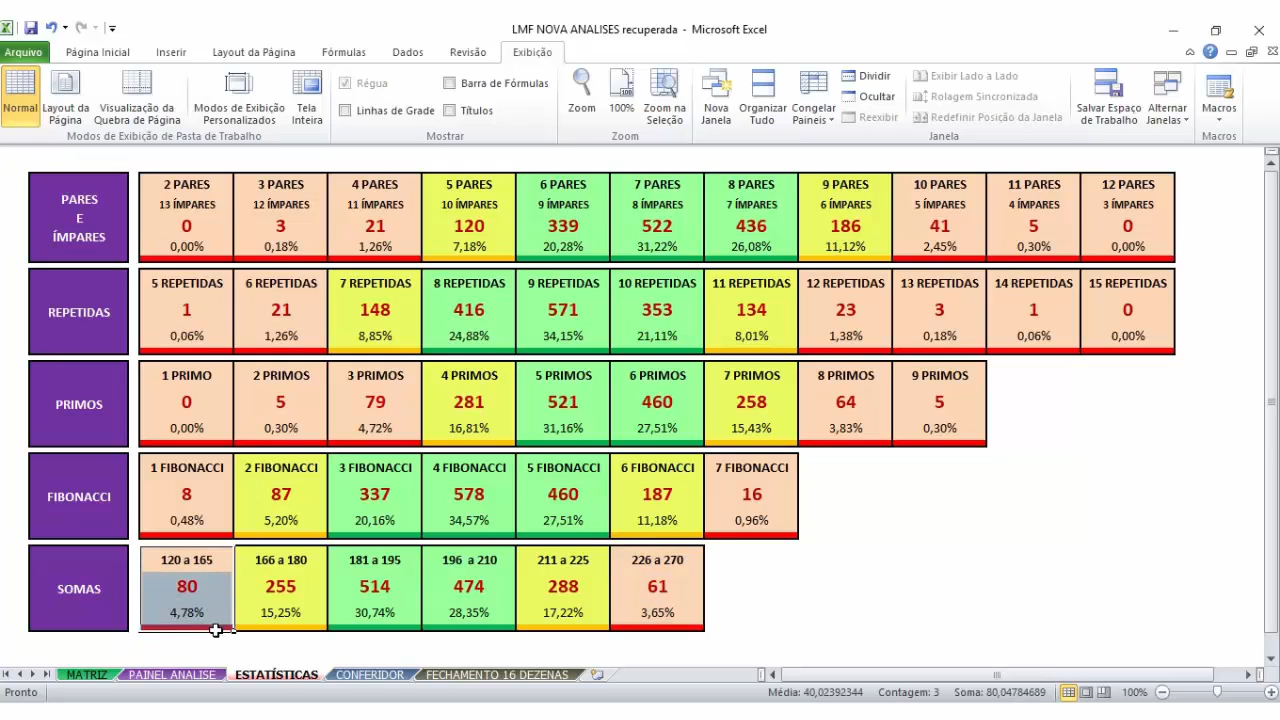 LMF NOVA ANALISES recuperada - Microsoft Excel
Arquivo Página Inicial Inserir Layout da Página Fórmulas Dados Revisão Exibição
Normal
Layout da Página
Visualização da Quebra de Página
Modos de Exibição Personalizados
Tela Inteira
Modos de Exibição de Pasta de Trabalho
Régua
Barra de Fórmulas
Linhas de Grade
Títulos
Mostrar
Zoom
100%
Zoom na Seleção
Zoom
Nova Janela
Organizar Tudo
Congelar Painéis
Dividir
Ocultar
Reexibir
Exibir Lado a Lado
Rolagem Sincronizada
Redefinir Posição da Janela
Salvar Espaço de Trabalho
Alternar Janelas
Janela
Macros
Macros
PARES
E
ÍMPARES
2 PARES 3 PARES 4 PARES 5 PARES 6 PARES 7 PARES 8 PARES 9 PARES 10 PARES 11 PARES 12 PARES
13 ÍMPARES 12 ÍMPARES 11 ÍMPARES 10 ÍMPARES 9 ÍMPARES 8 ÍMPARES 7 ÍMPARES 6 ÍMPARES 5 ÍMPARES 4 ÍMPARES 3 ÍMPARES
0 3 21 120 339 522 436 186 41 5 0
0,00% 0,18% 1,26% 7,18% 20,28% 31,22% 26,08% 11,12% 2,45% 0,30% 0,00%
REPETIDAS
5 REPETIDAS 6 REPETIDAS 7 REPETIDAS 8 REPETIDAS 9 REPETIDAS 10 REPETIDAS 11 REPETIDAS 12 REPETIDAS 13 REPETIDAS 14 REPETIDAS 15 REPETIDAS
1 21 148 416 571 353 134 23 3 1 0
0,06% 1,26% 8,85% 24,88% 34,15% 21,11% 8,01% 1,38% 0,18% 0,06% 0,00%
PRIMOS
1 PRIMO 2 PRIMOS 3 PRIMOS 4 PRIMOS 5 PRIMOS 6 PRIMOS 7 PRIMOS 8 PRIMOS 9 PRIMOS
0 5 79 281 521 460 258 64 5
0,00% 0,30% 4,72% 16,81% 31,16% 27,51% 15,43% 3,83% 0,30%
FIBONACCI
1 FIBONACCI 2 FIBONACCI 3 FIBONACCI 4 FIBONACCI 5 FIBONACCI 6 FIBONACCI 7 FIBONACCI
8 87 337 578 460 187 16
0,48% 5,20% 20,16% 34,57% 27,51% 11,18% 0,96%
SOMAS
120 a 165 166 a 180 181 a 195 196 a 210 211 a 225 226 a 270
80 255 514 474 288 61
4,78% 15,25% 30,74% 28,35% 17,22% 3,65%
MATRIZ PAINEL ANALISE ESTATÍSTICAS CONFERIDOR FECHAMENTO 16 DEZENAS
Pronto Média: 40,02392344 Contagem: 3 Soma: 80,04784689 100%